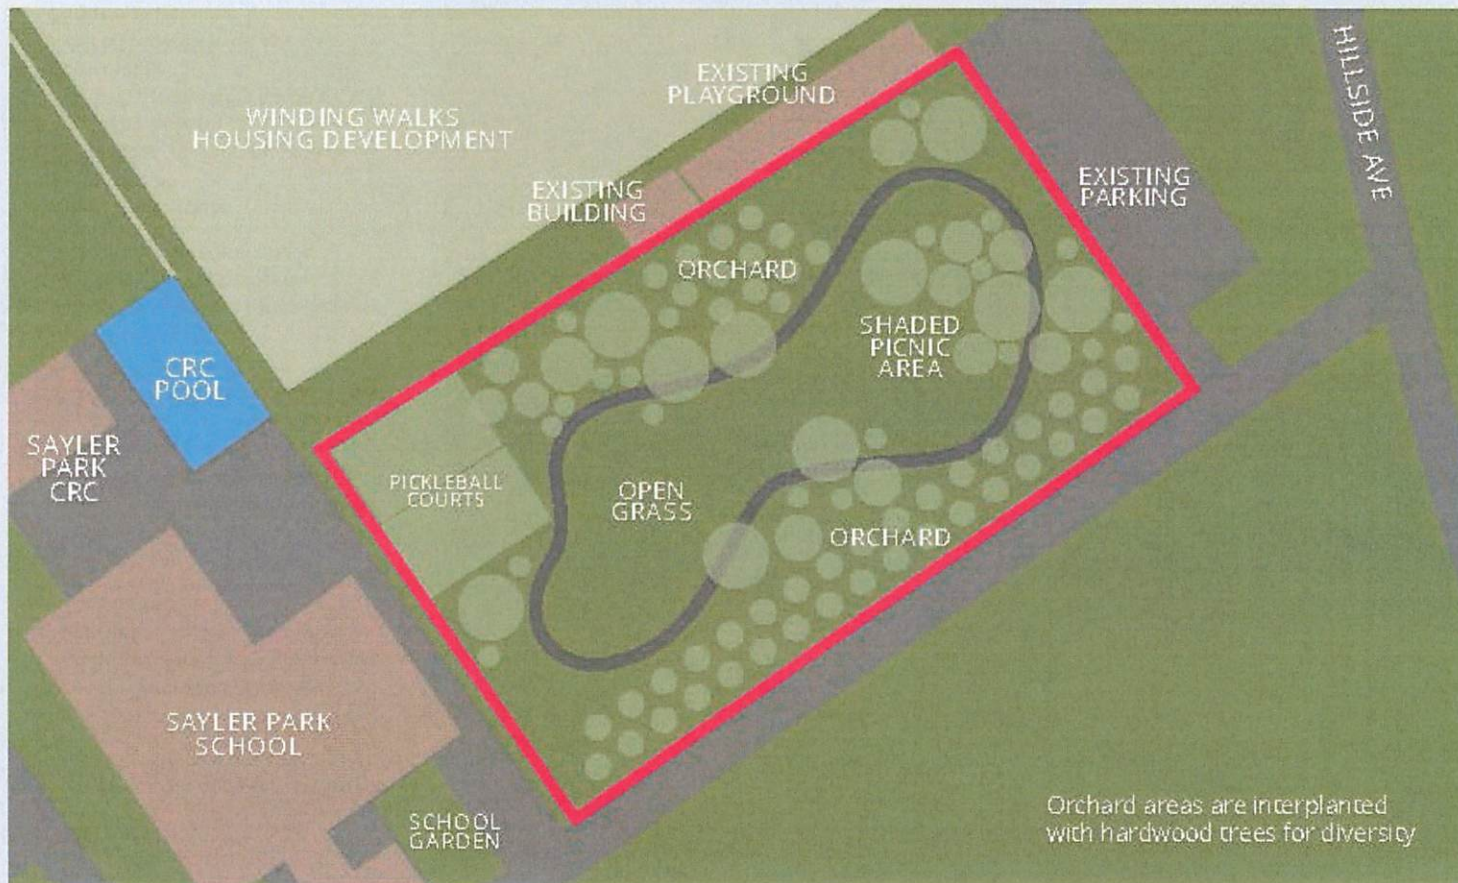 HILLSIDE AVE
EXISTING
PLAYGROUND
WINDING WALKS
HOUSING DEVELOPMENT
EXISTING
BUILDING
EXISTING
PARKING
ORCHARD
SHADED
PICNIC
AREA
CRC
POOL
SAYLER
PARK
CRC
PICKLEBALL
COURTS
OPEN
GRASS
ORCHARD
SAYLER PARK
SCHOOL
SCHOOL
GARDEN
Orchard areas are interplanted
with hardwood trees for diversity